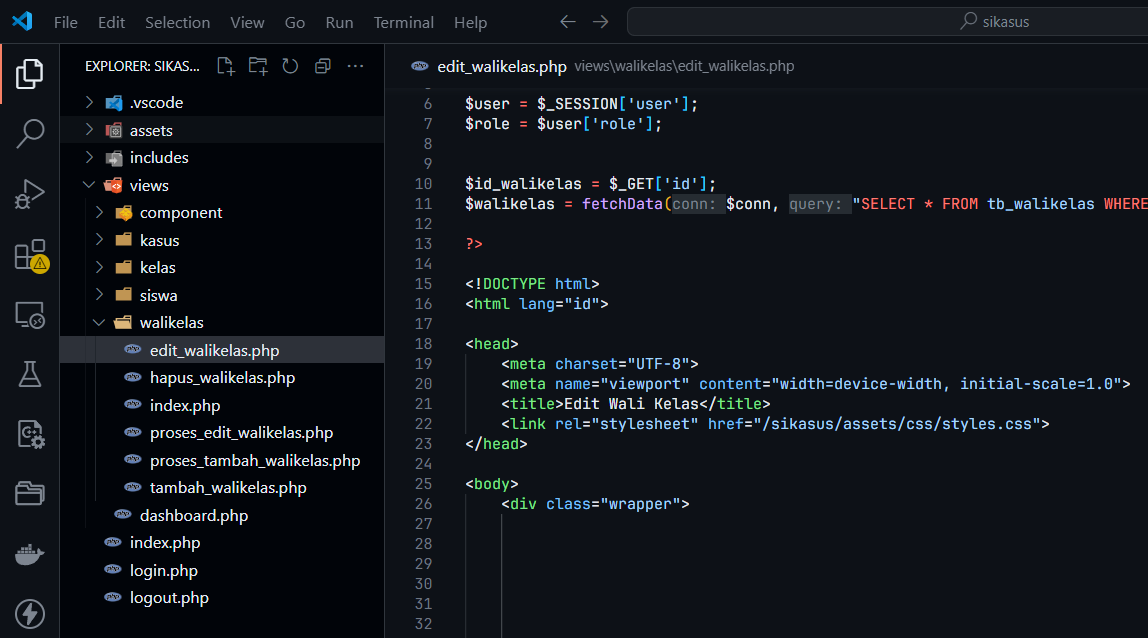 File Edit Selection View Go Run Terminal Help
sikasus
EXPLORER: SIKAS...
.vscode
assets
includes
views
component
kasus
kelas
siswa
walikelas
edit_walikelas.php
hapus_walikelas.php
index.php
proses_edit_walikelas.php
proses_tambah_walikelas.php
tambah_walikelas.php
dashboard.php
index.php
login.php
logout.php
edit_walikelas.php views\walikelas\edit_walikelas.php
6 $user = $_SESSION['user'];
7 $role = $user['role'];
8
9
10 $id_walikelas = $_GET['id'];
11 $walikelas = fetchData(conn: $conn, query: "SELECT * FROM tb_walikelas WHERE
12
13 ?>
14
15 <!DOCTYPE html>
16 <html lang="id">
17
18 <head>
19 <meta charset="UTF-8">
20 <meta name="viewport" content="width=device-width, initial-scale=1.0">
21 <title>Edit Wali Kelas</title>
22 <link rel="stylesheet" href="/sikasus/assets/css/styles.css">
23 </head>
24
25 <body>
26 <div class="wrapper">
27
28
29
30
31
32